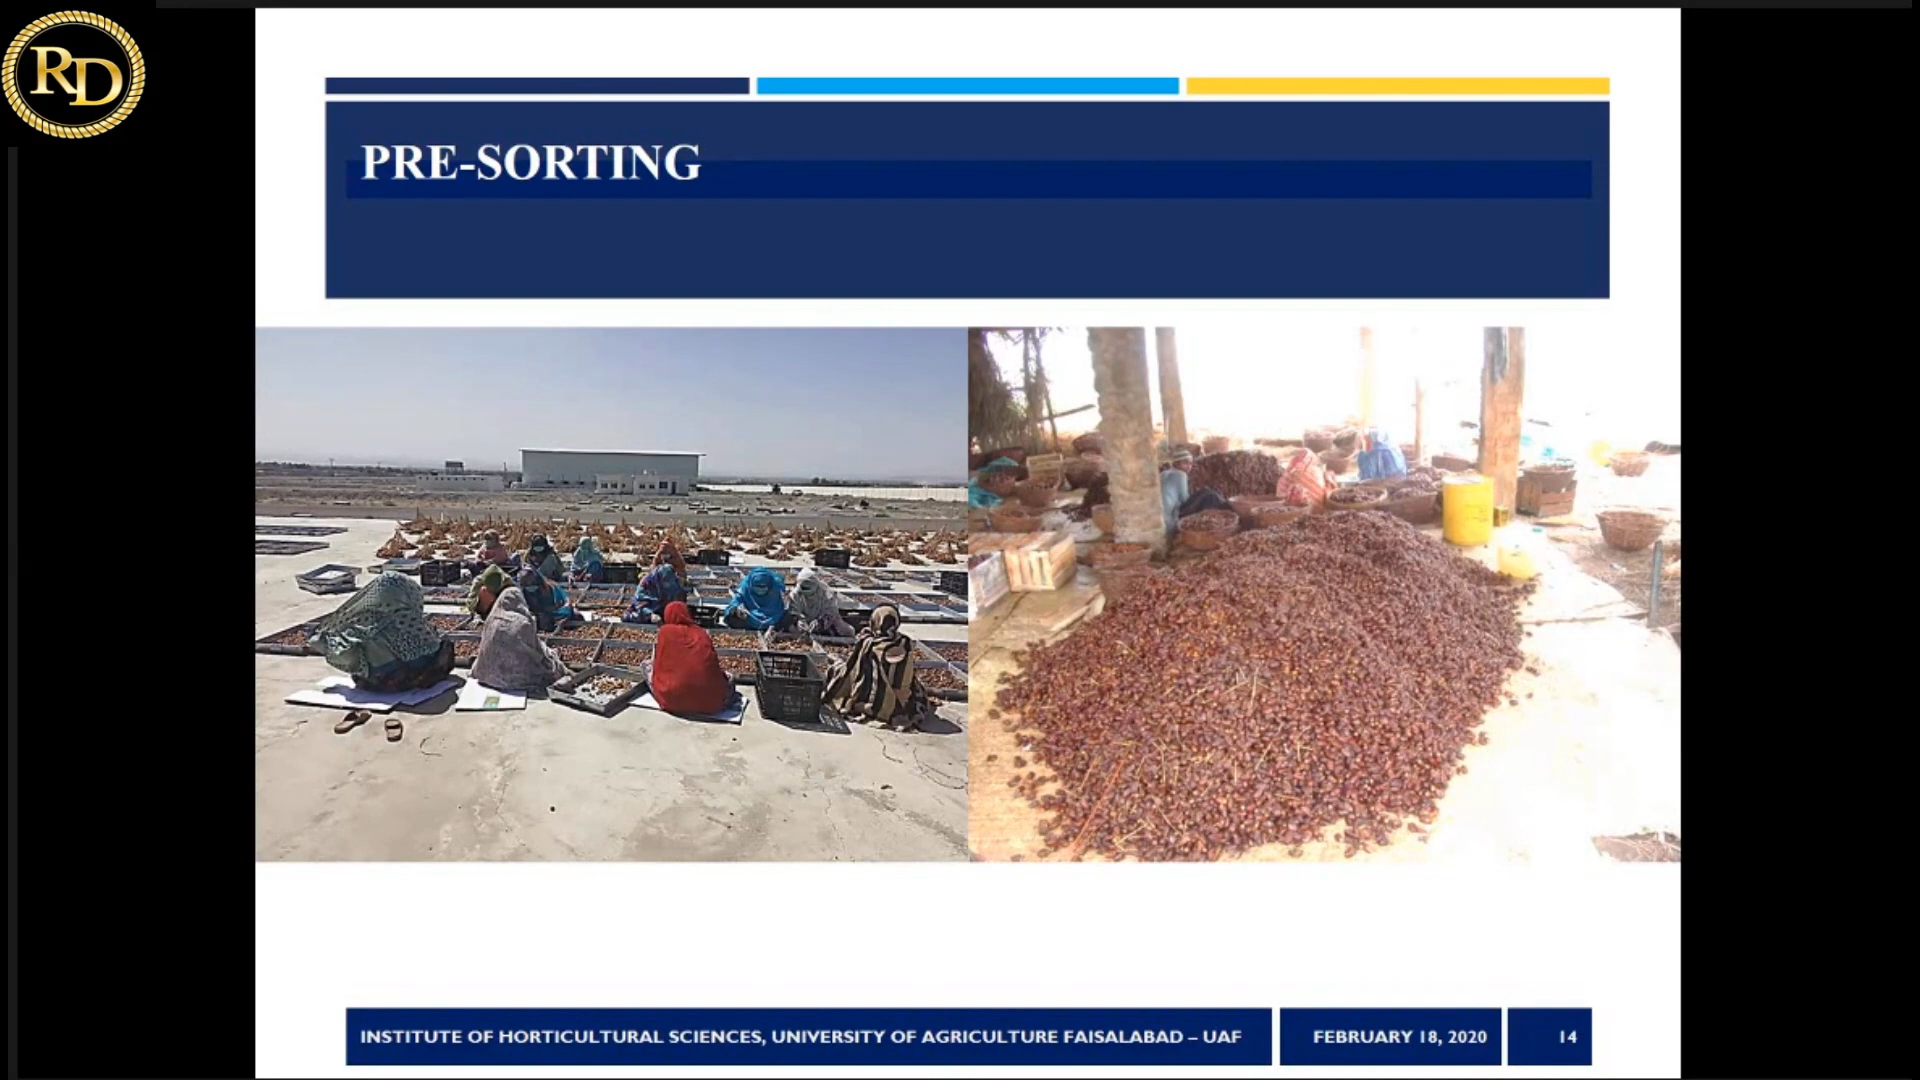 RD
PRE-SORTING
INSTITUTE OF HORTICULTURAL SCIENCES, UNIVERSITY OF AGRICULTURE FAISALABAD – UAF
FEBRUARY 18, 2020
14